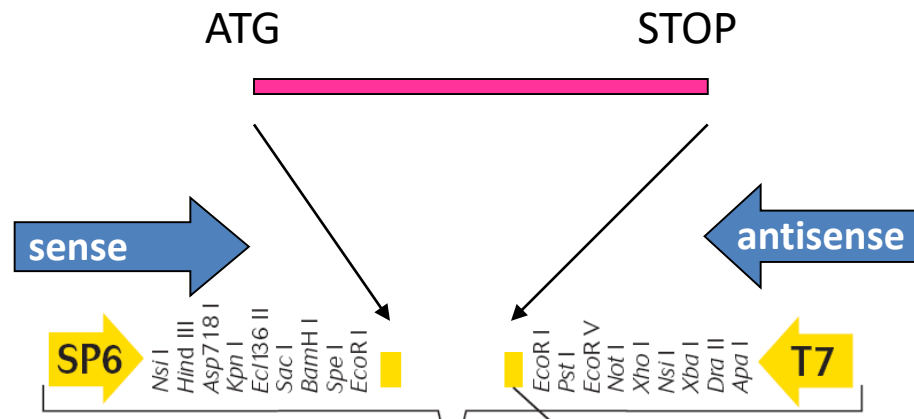 ATG STOP
sense antisense
SP6
Nsi I
Hind III
Asp718 I
Kpn I
Ecl136 II
Sac I
BamH I
Spe I
EcoR I
EcoR I
Pst I
EcoR V
Not I
Xho I
Nsi I
Xba I
Dra II
Apa I
T7